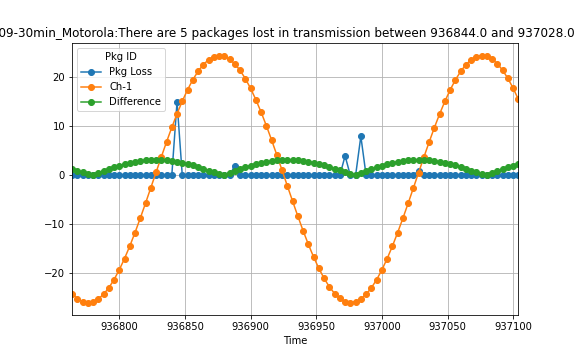 09-30min_Motorola:There are 5 packages lost in transmission between 936844.0 and 937028.0
Pkg ID
Pkg Loss
Ch-1
Difference
20
10
0
−10
−20
936800 936850 936900 936950 937000 937050 937100
Time